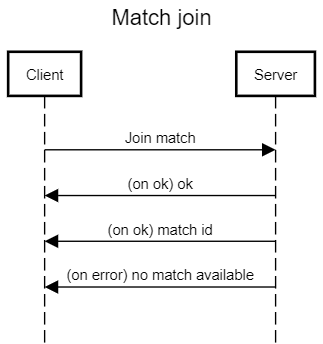 Match join
Client
Server
Join match
(on ok) ok
(on ok) match id
(on error) no match available